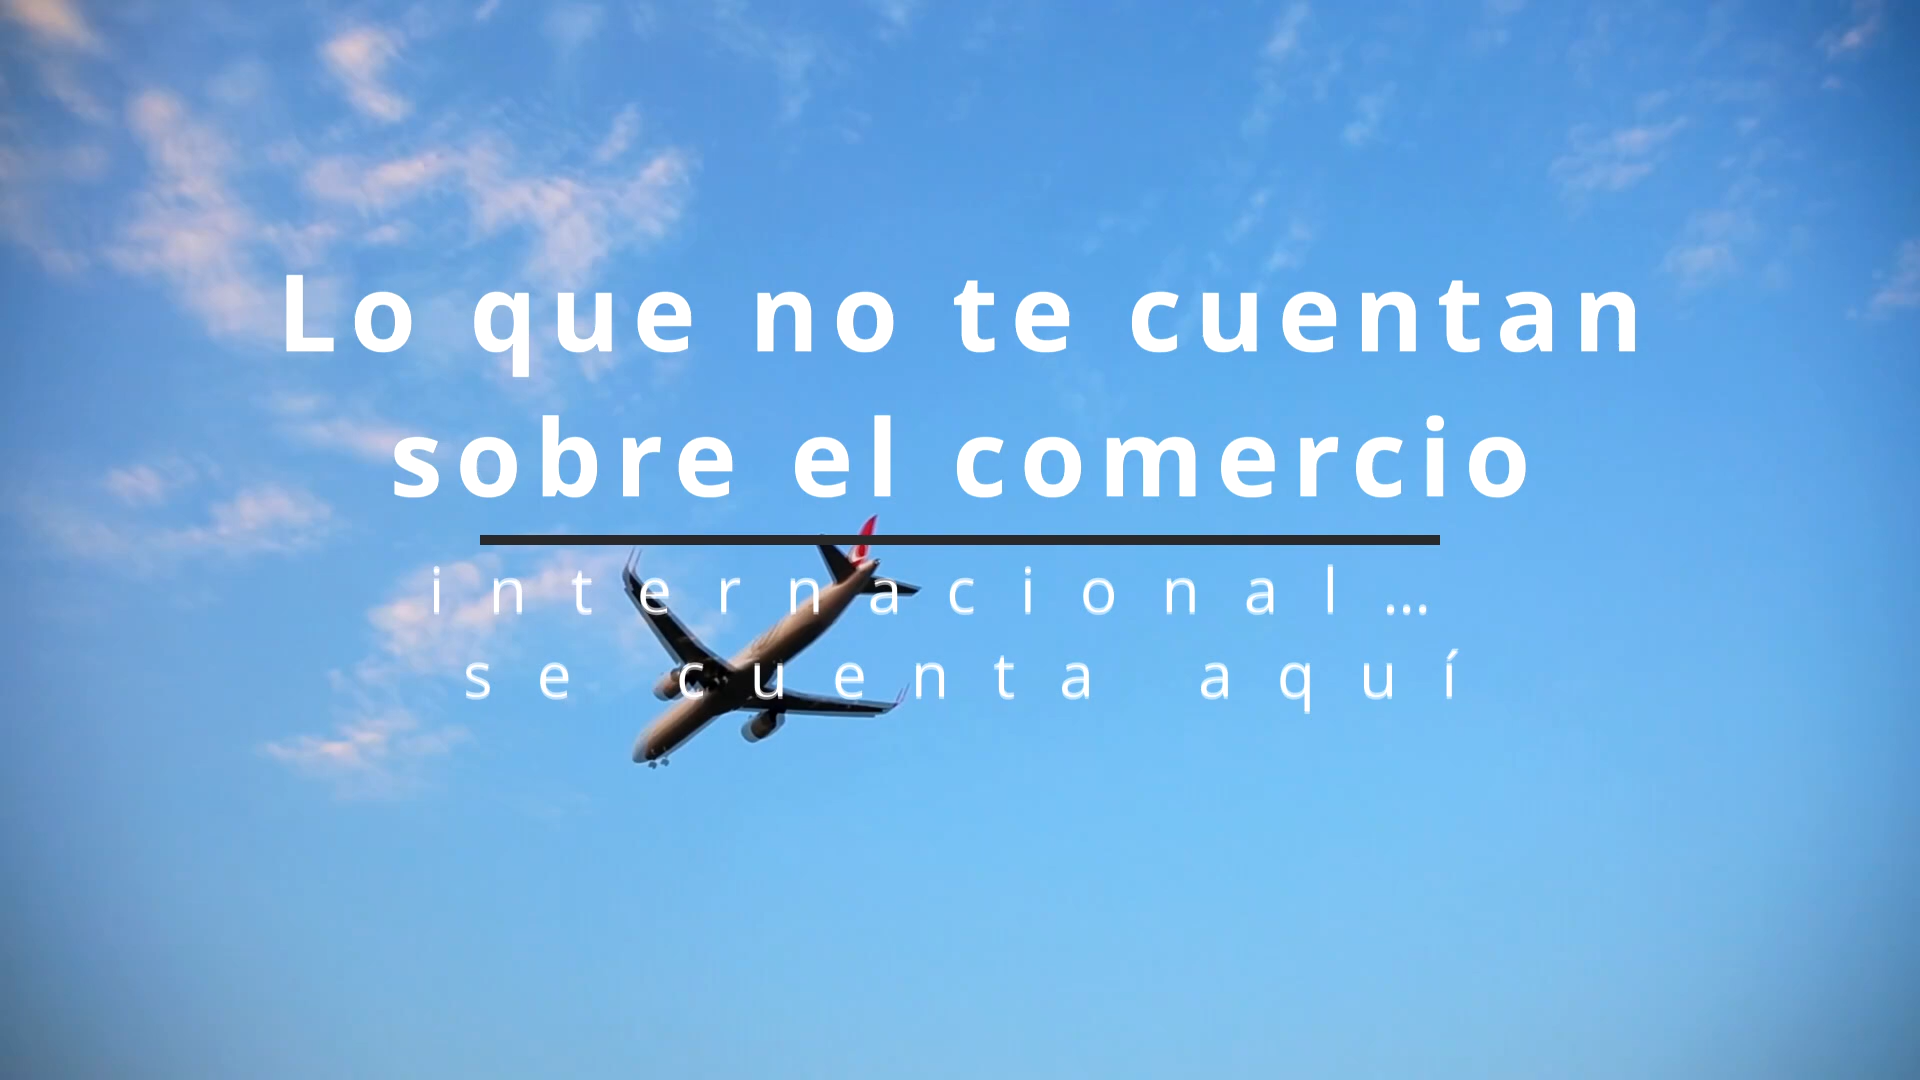 Lo que no te cuentan
sobre el comercio
internacional...
se cuenta aquí